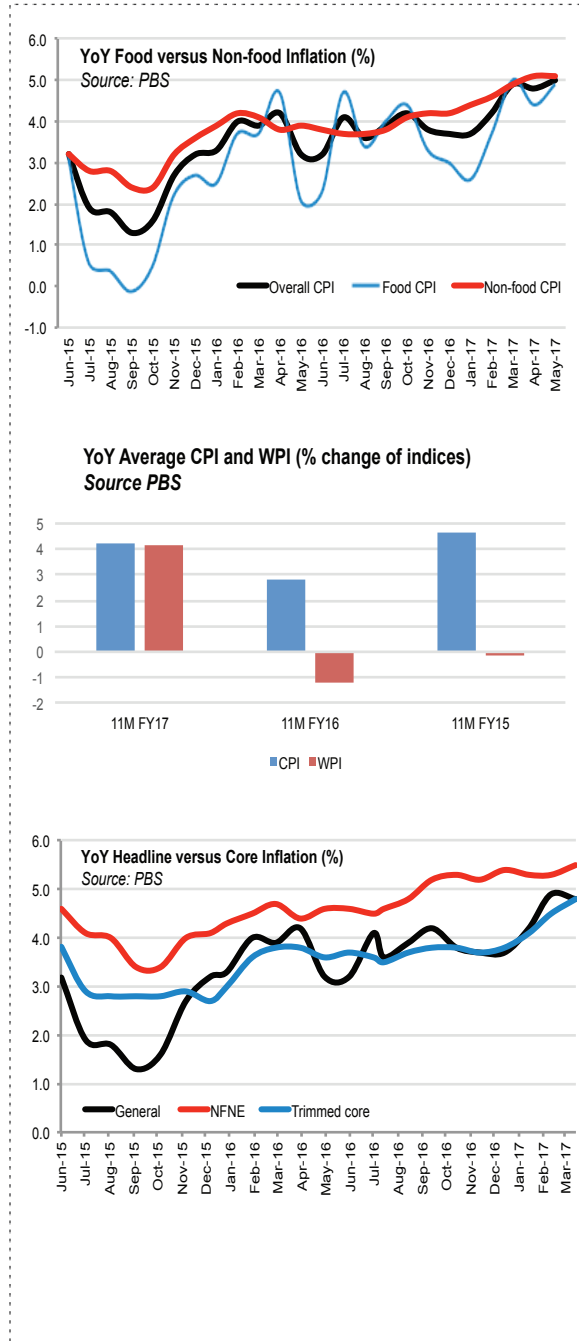 YoY Food versus Non-food Inflation (%)
Source: PBS
6.0
5.0
4.0
3.0
2.0
1.0
0.0
-1.0
Overall CPI Food CPI Non-food CPI
Jun-15
Jul-15
Aug-15
Sep-15
Oct-15
Nov-15
Dec-15
Jan-16
Feb-16
Mar-16
Apr-16
May-16
Jun-16
Jul-16
Aug-16
Sep-16
Oct-16
Nov-16
Dec-16
Jan-17
Feb-17
Mar-17
Apr-17
May-17
YoY Average CPI and WPI (% change of indices)
Source PBS
5
4
3
2
1
0
-1
-2
11M FY17 11M FY16 11M FY15
CPI WPI
YoY Headline versus Core Inflation (%)
Source: PBS
6.0
5.0
4.0
3.0
2.0
1.0
0.0
General NFNE Trimmed core
Jun-15
Jul-15
Aug-15
Sep-15
Oct-15
Nov-15
Dec-15
Jan-16
Feb-16
Mar-16
Apr-16
May-16
Jun-16
Jul-16
Aug-16
Sep-16
Oct-16
Nov-16
Dec-16
Jan-17
Feb-17
Mar-17